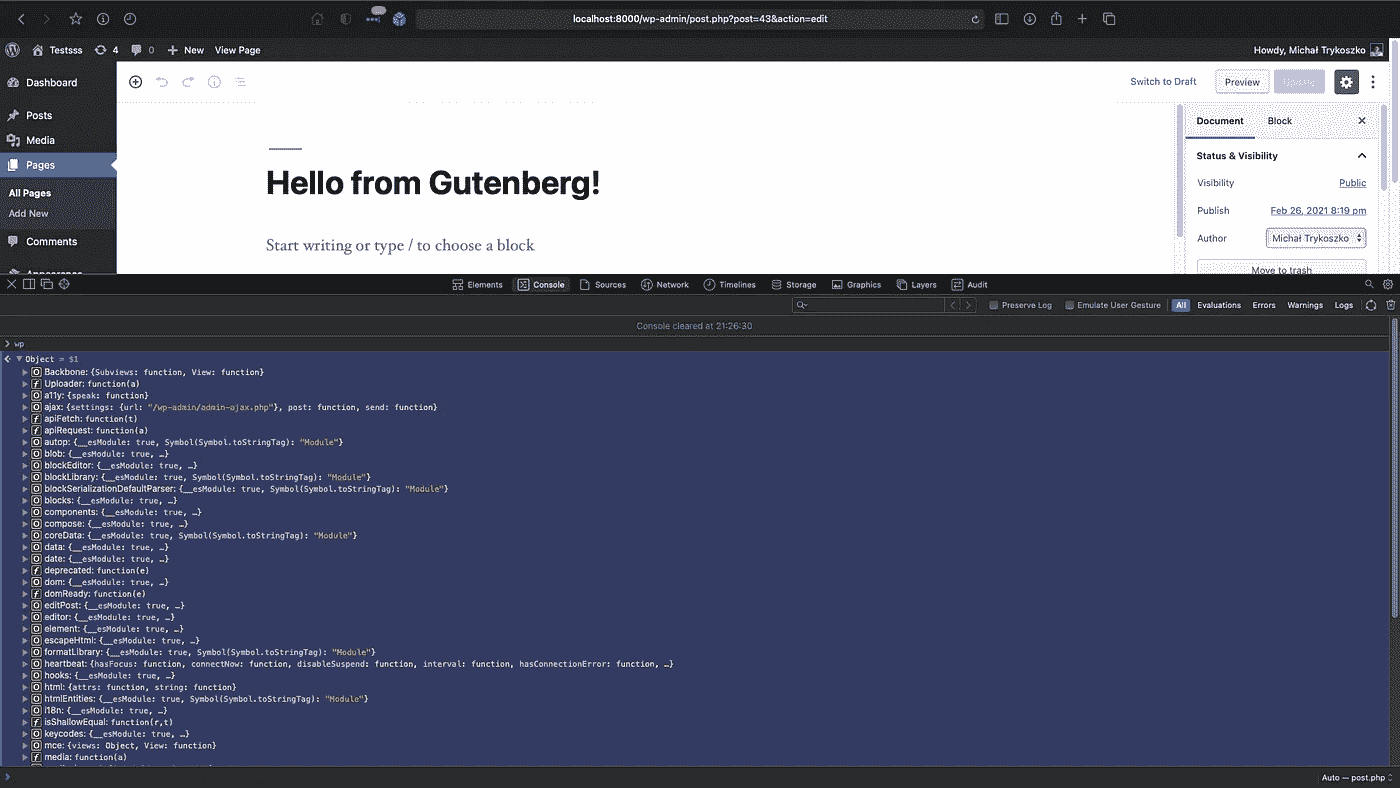 localhost:8000/wp-admin/post.php?post=43&action=edit
Testsss 4 0 New View Page Howdy, Michał Trykoszko
Dashboard
Posts
Media
Pages
All Pages
Add New
Comments
Appearance
Switch to Draft Preview Update
Hello from Gutenberg!
Start writing or type / to choose a block
Document Block
Status & Visibility
Visibility Public
Publish Feb 26, 2021 8:19 pm
Author Michał Trykoszko
Move to trash
Elements Console Sources Network Timelines Storage Graphics Layers Audit
Preserve Log Emulate User Gesture All Evaluations Errors Warnings Logs
Console cleared at 21:26:30
wp
Object = $1
Backbone: {Subviews: function, View: function}
Uploader: function(a)
a11y: {speak: function}
ajax: {settings: {url: "/wp-admin/admin-ajax.php"}, post: function, send: function}
apiFetch: function(t)
apiRequest: function(a)
autop: {__esModule: true, Symbol(Symbol.toStringTag): "Module"}
blob: {__esModule: true, …}
blockEditor: {__esModule: true, …}
blockLibrary: {__esModule: true, Symbol(Symbol.toStringTag): "Module"}
blockSerializationDefaultParser: {__esModule: true, Symbol(Symbol.toStringTag): "Module"}
blocks: {__esModule: true, …}
components: {__esModule: true, …}
compose: {__esModule: true, …}
coreData: {__esModule: true, Symbol(Symbol.toStringTag): "Module"}
data: {__esModule: true, …}
date: {__esModule: true, …}
deprecated: function(e)
dom: {__esModule: true, …}
domReady: function(e)
editPost: {__esModule: true, …}
editor: {__esModule: true, …}
element: {__esModule: true, …}
escapeHtml: {__esModule: true, …}
formatLibrary: {__esModule: true, Symbol(Symbol.toStringTag): "Module"}
heartbeat: {hasFocus: function, connectNow: function, disableSuspend: function, interval: function, hasConnectionError: function, …}
hooks: {__esModule: true, …}
html: {attrs: function, string: function}
htmlEntities: {__esModule: true, Symbol(Symbol.toStringTag): "Module"}
i18n: {__esModule: true, …}
isShallowEqual: function(r,t)
keycodes: {__esModule: true, …}
mce: {views: Object, View: function}
media: function(a)
Auto — post.php